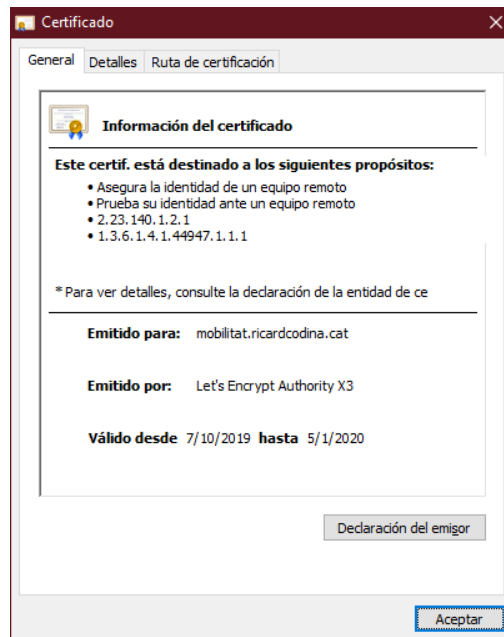 Certificado
General Detalles Ruta de certificación
Información del certificado
Este certif. está destinado a los siguientes propósitos:
• Asegura la identidad de un equipo remoto
• Prueba su identidad ante un equipo remoto
• 2.23.140.1.2.1
• 1.3.6.1.4.1.44947.1.1.1
* Para ver detalles, consulte la declaración de la entidad de ce
Emitido para: mobilitat.ricardcodina.cat
Emitido por: Let's Encrypt Authority X3
Válido desde 7/10/2019 hasta 5/1/2020
Declaración del emisor
Aceptar